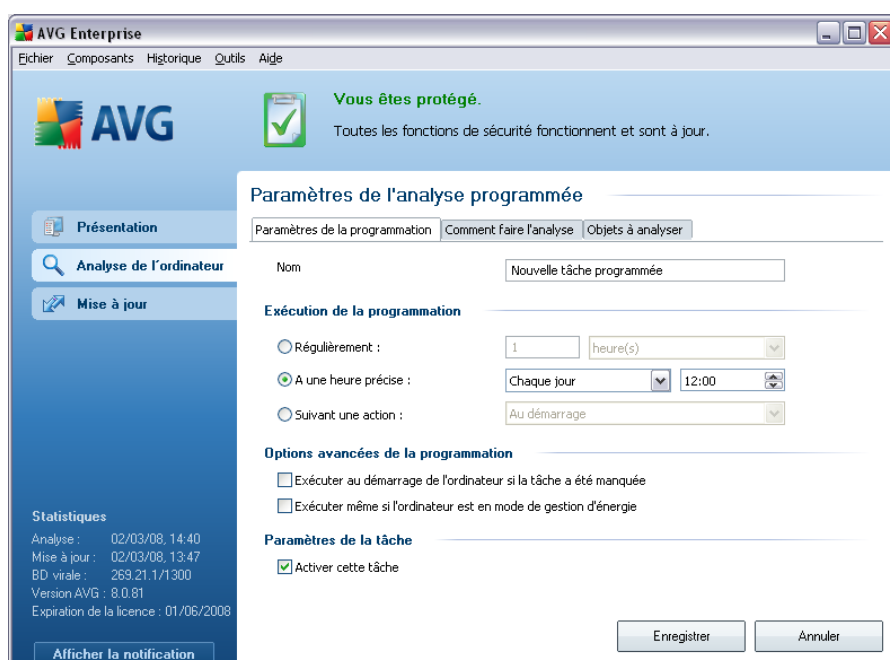 AVG Enterprise
Fichier Composants Historique Outils Aide
AVG
Vous êtes protégé.
Toutes les fonctions de sécurité fonctionnent et sont à jour.
Présentation
Analyse de l'ordinateur
Mise à jour
Statistiques
Analyse : 02/03/08, 14:40
Mise à jour : 02/03/08, 13:47
BD virale : 269.21.1/1300
Version AVG : 8.0.81
Expiration de la licence : 01/06/2008
Afficher la notification
Paramètres de l'analyse programmée
Paramètres de la programmation Comment faire l'analyse Objets à analyser
Nom Nouvelle tâche programmée
Exécution de la programmation
Régulièrement : 1 heure(s)
A une heure précise : Chaque jour 12:00
Suivant une action : Au démarrage
Options avancées de la programmation
Exécuter au démarrage de l'ordinateur si la tâche a été manquée
Exécuter même si l'ordinateur est en mode de gestion d'énergie
Paramètres de la tâche
Activer cette tâche
Enregistrer Annuler